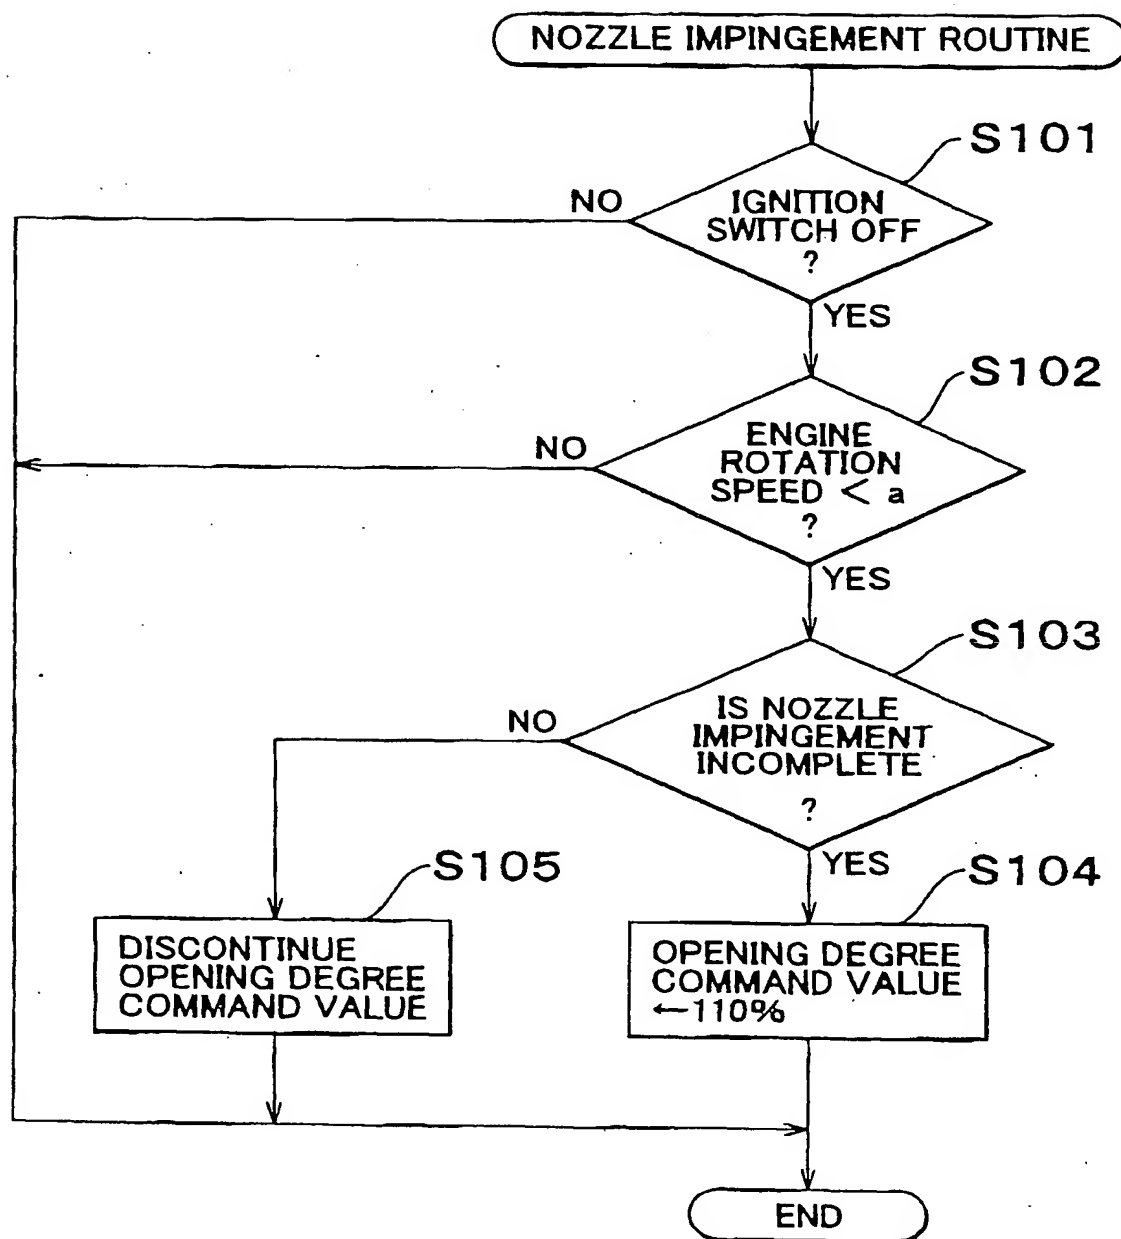 NOZZLE IMPINGEMENT ROUTINE
S101
NO
IGNITION
SWITCH OFF
?
YES
S102
NO
ENGINE
ROTATION
SPEED < a
?
YES
S103
NO
IS NOZZLE
IMPINGEMENT
INCOMPLETE
?
YES
S105
S104
DISCONTINUE
OPENING DEGREE
COMMAND VALUE
OPENING DEGREE
COMMAND VALUE
←110%
END